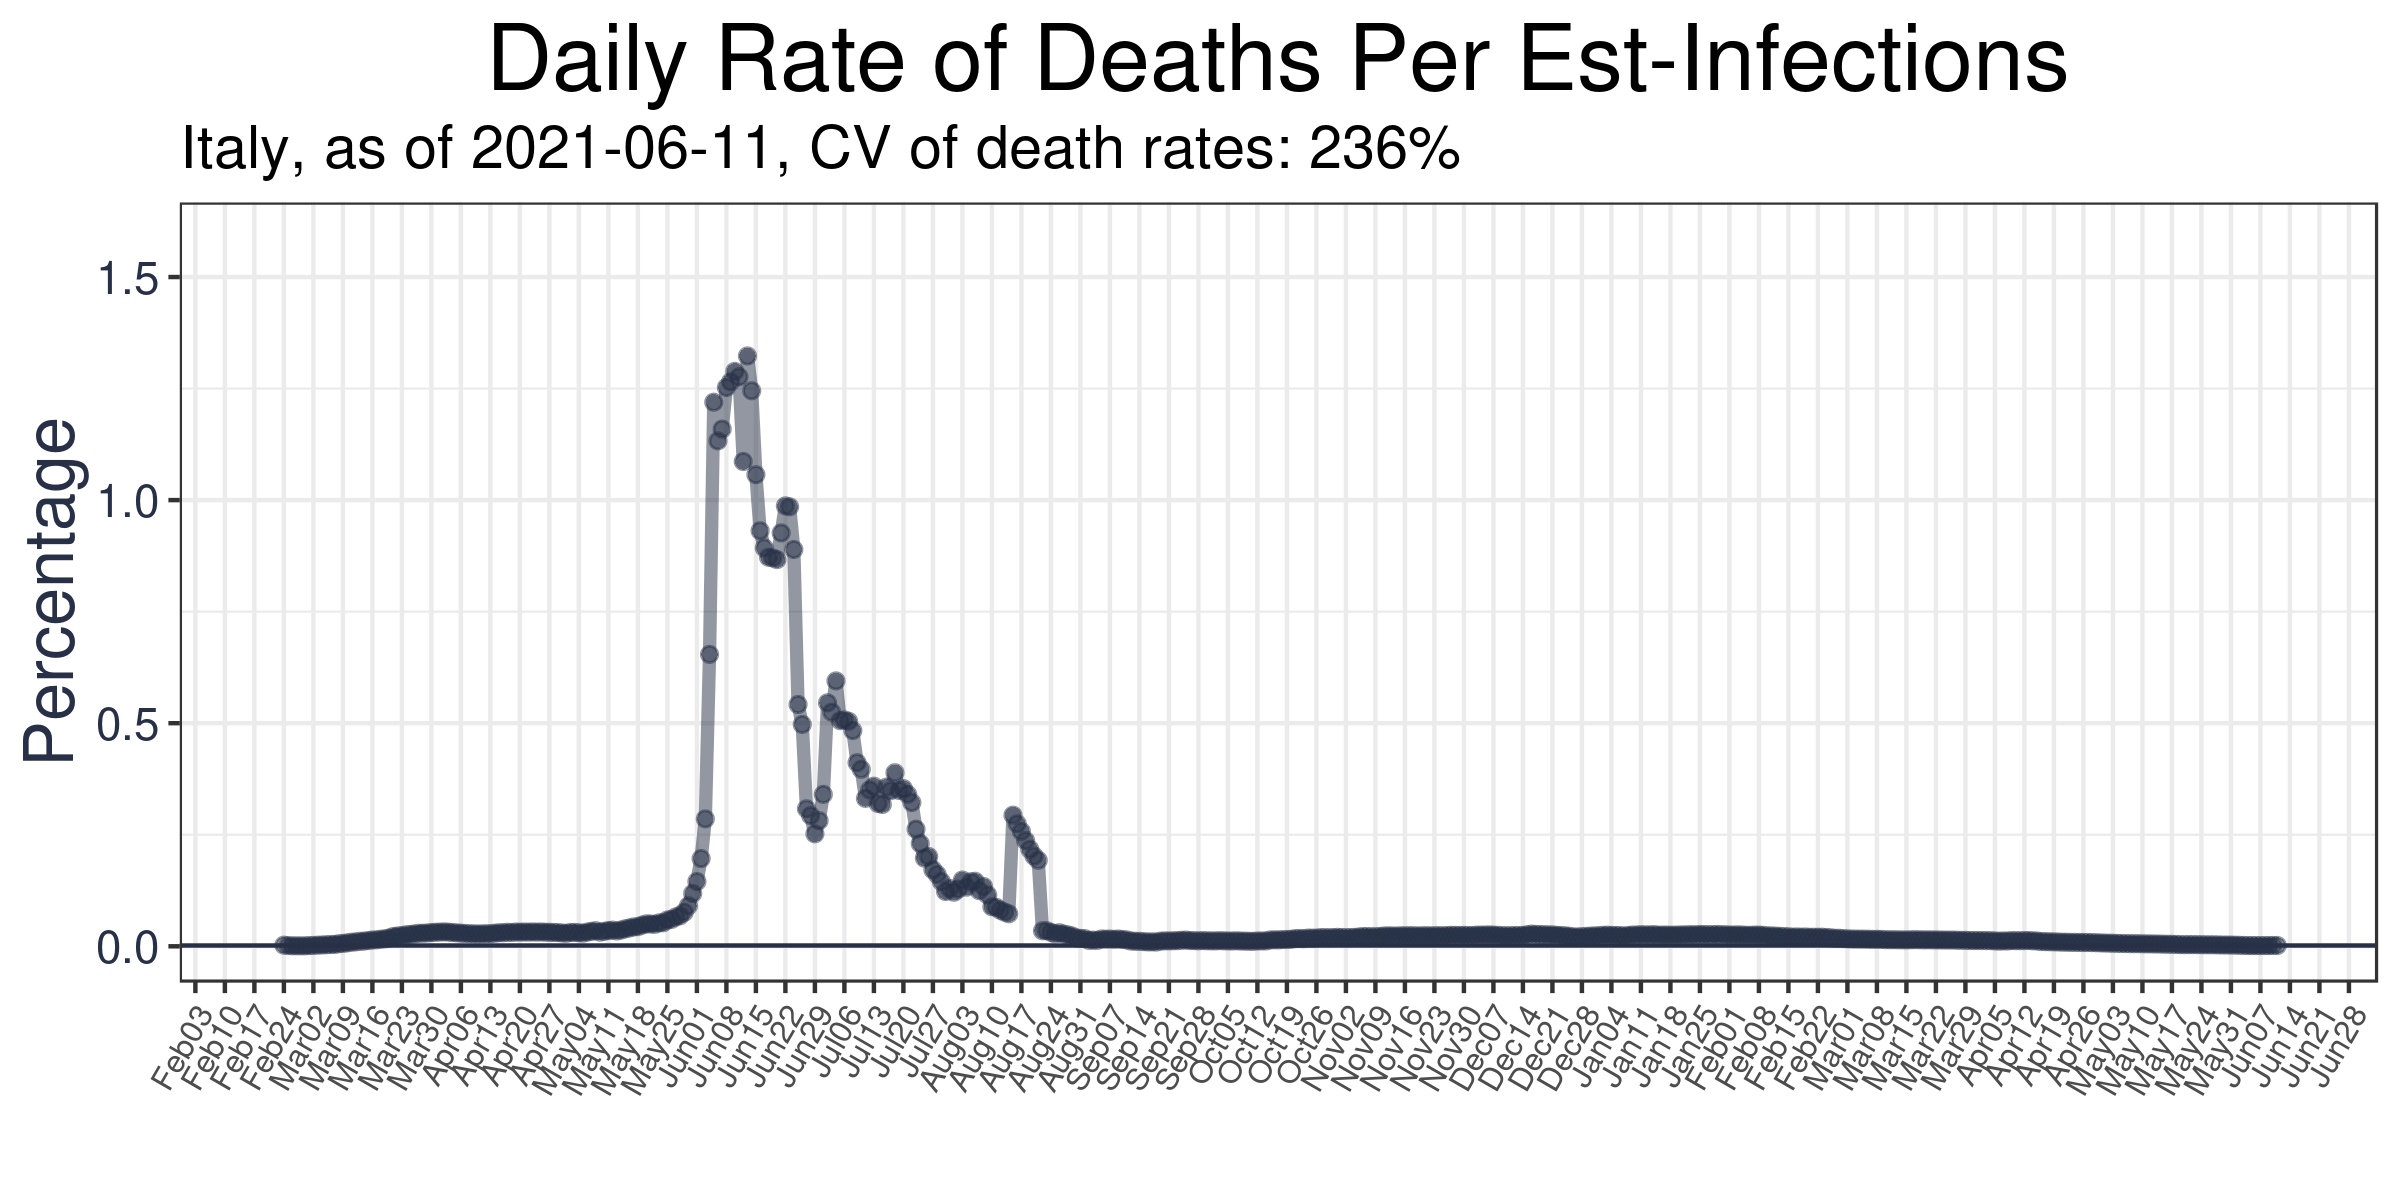 Daily Rate of Deaths Per Est-Infections
Italy, as of 2021-06-11, CV of death rates: 236%
Percentage
1.5
1.0
0.5
0.0
Feb03
Feb10
Feb17
Feb24
Mar02
Mar09
Mar16
Mar23
Mar30
Apr06
Apr13
Apr20
Apr27
May04
May11
May18
May25
Jun01
Jun08
Jun15
Jun22
Jun29
Jul06
Jul13
Jul20
Jul27
Aug03
Aug10
Aug17
Aug24
Aug31
Sep07
Sep14
Sep21
Sep28
Oct05
Oct12
Oct19
Oct26
Nov02
Nov09
Nov16
Nov23
Nov30
Dec07
Dec14
Dec21
Dec28
Jan04
Jan11
Jan18
Jan25
Feb01
Feb08
Feb15
Feb22
Mar01
Mar08
Mar15
Mar22
Mar29
Apr05
Apr12
Apr19
Apr26
May03
May10
May17
May24
May31
Jun07
Jun14
Jun21
Jun28